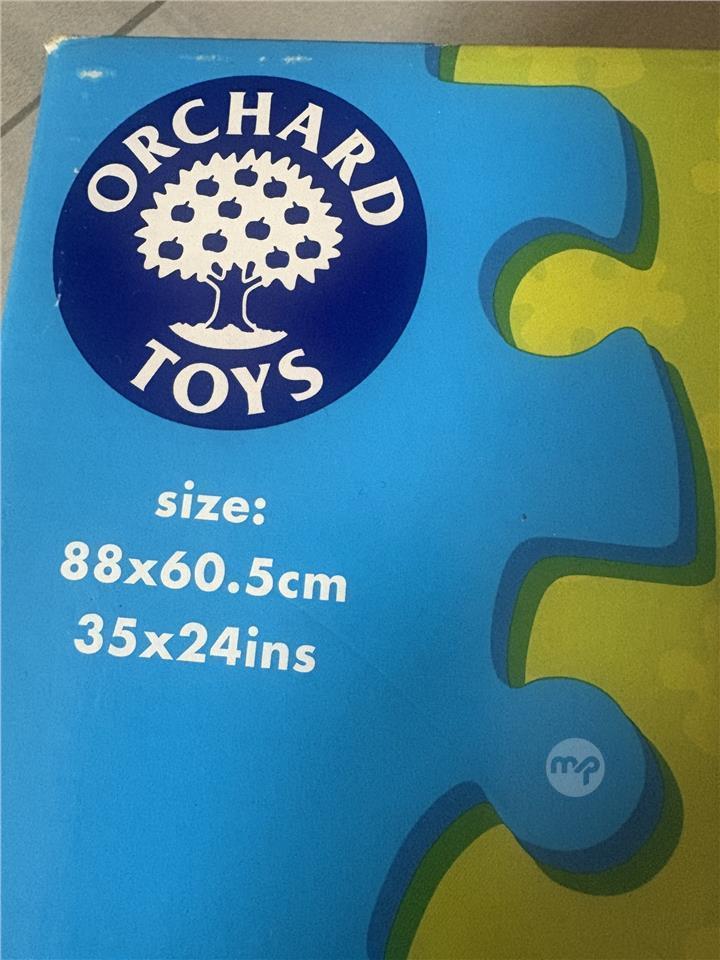 ORCHARD
TOYS
size:
88x60.5cm
35x24ins
mp